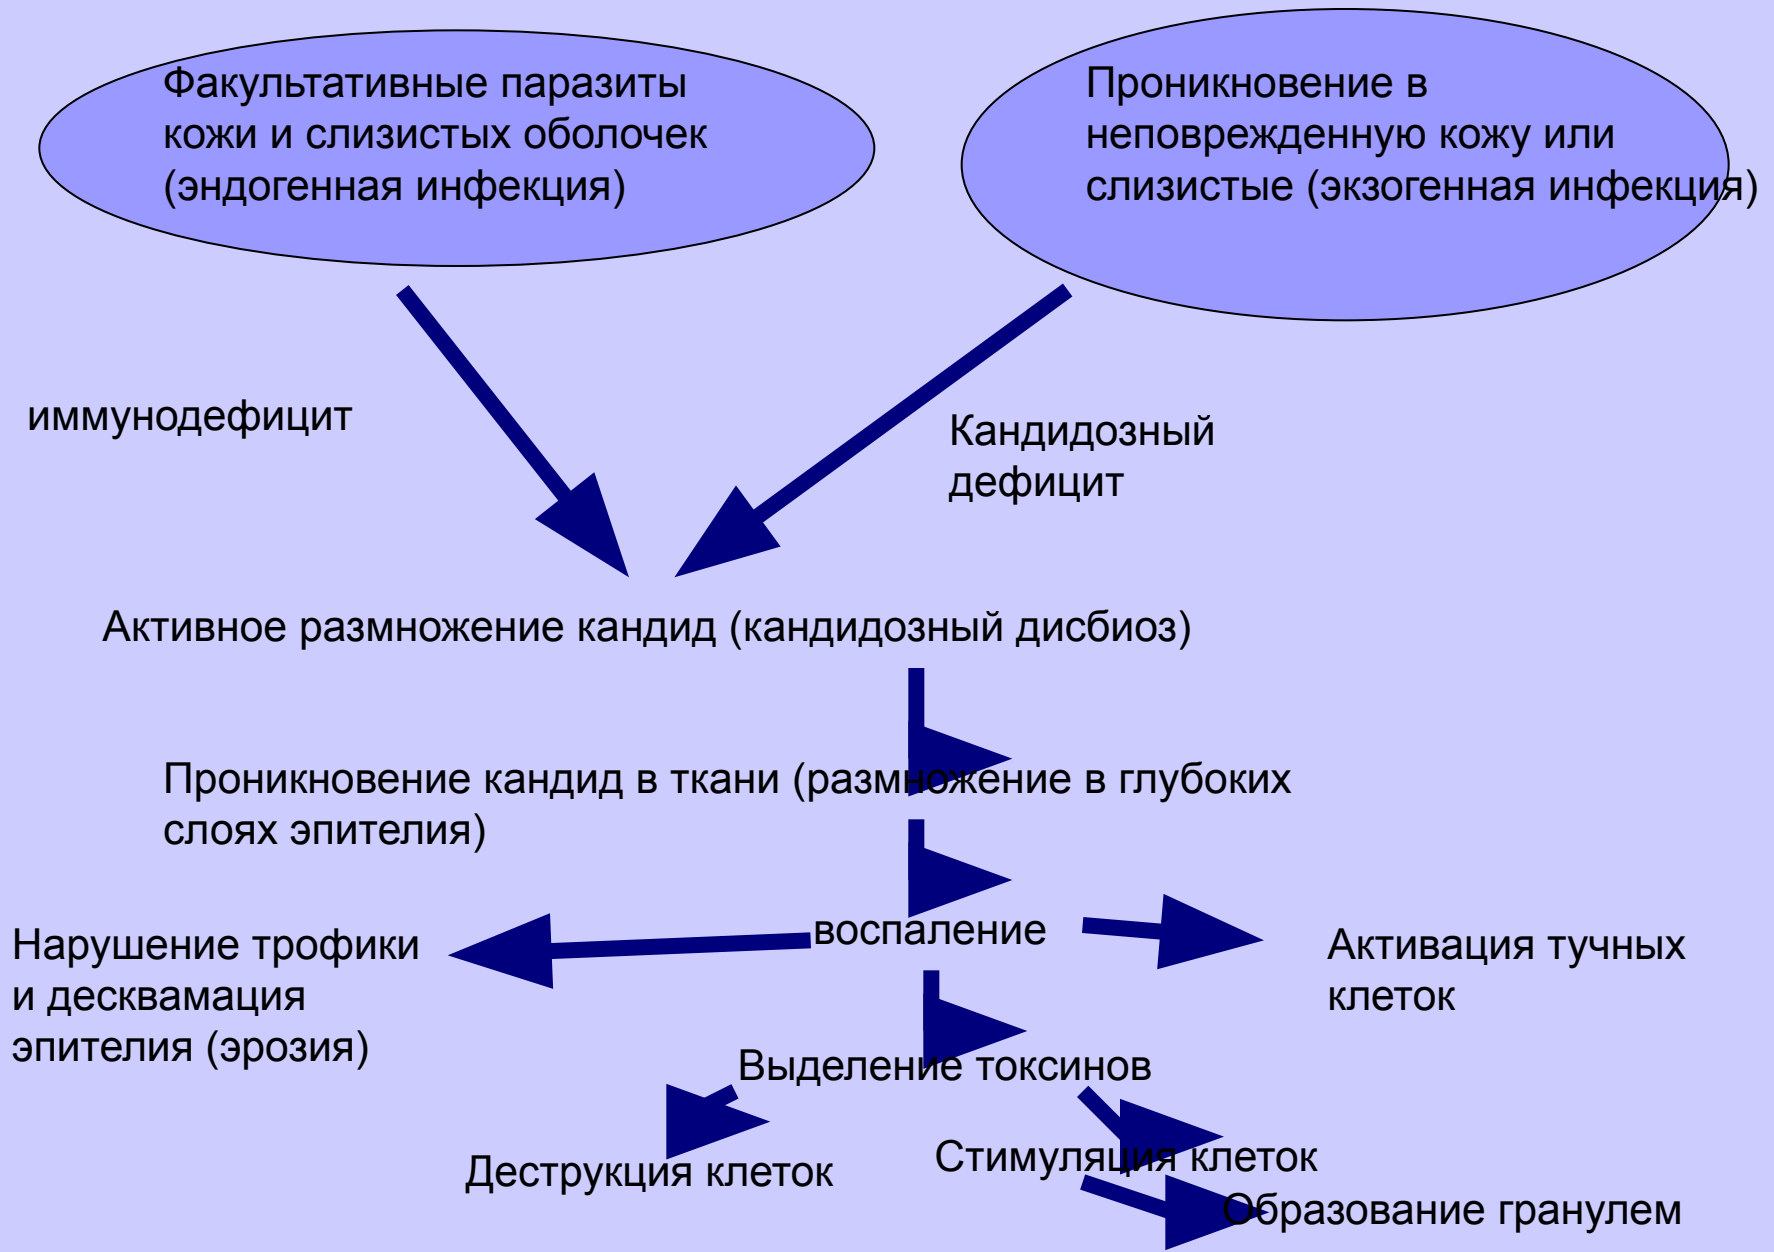 Факультативные паразиты
кожи и слизистых оболочек
(эндогенная инфекция)
Проникновение в
неповрежденную кожу или
слизистые (экзогенная инфекция)
иммунодефицит
Кандидозный
дефицит
Активное размножение кандид (кандидозный дисбиоз)
Проникновение кандид в ткани (размножение в глубоких
слоях эпителия)
воспаление
Нарушение трофики
и десквамация
эпителия (эрозия)
Активация тучных
клеток
Выделение токсинов
Деструкция клеток
Стимуляция клеток
Образование гранулем